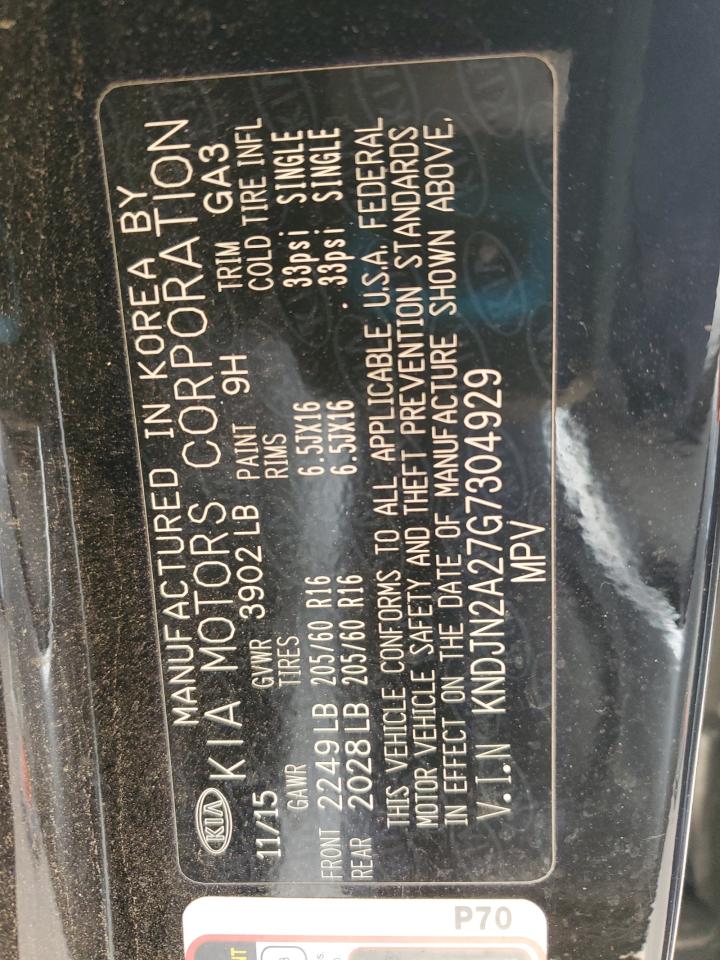 MANUFACTURED IN KOREA BY
KIA KIA MOTORS CORPORATION
11/15 GVWR 3902 LB PAINT 9H TRIM GA3
GAWR TIRES RIMS COLD TIRE INFL
FRONT 2249 LB 205/60 R16 6.5JX16 33psi SINGLE
REAR 2028 LB 205/60 R16 6.5JX16 33psi SINGLE
THIS VEHICLE CONFORMS TO ALL APPLICABLE U.S.A. FEDERAL
MOTOR VEHICLE SAFETY AND THEFT PREVENTION STANDARDS
IN EFFECT ON THE DATE OF MANUFACTURE SHOWN ABOVE.
V.I.N KNDJN2A27G7304929
MPV
P70